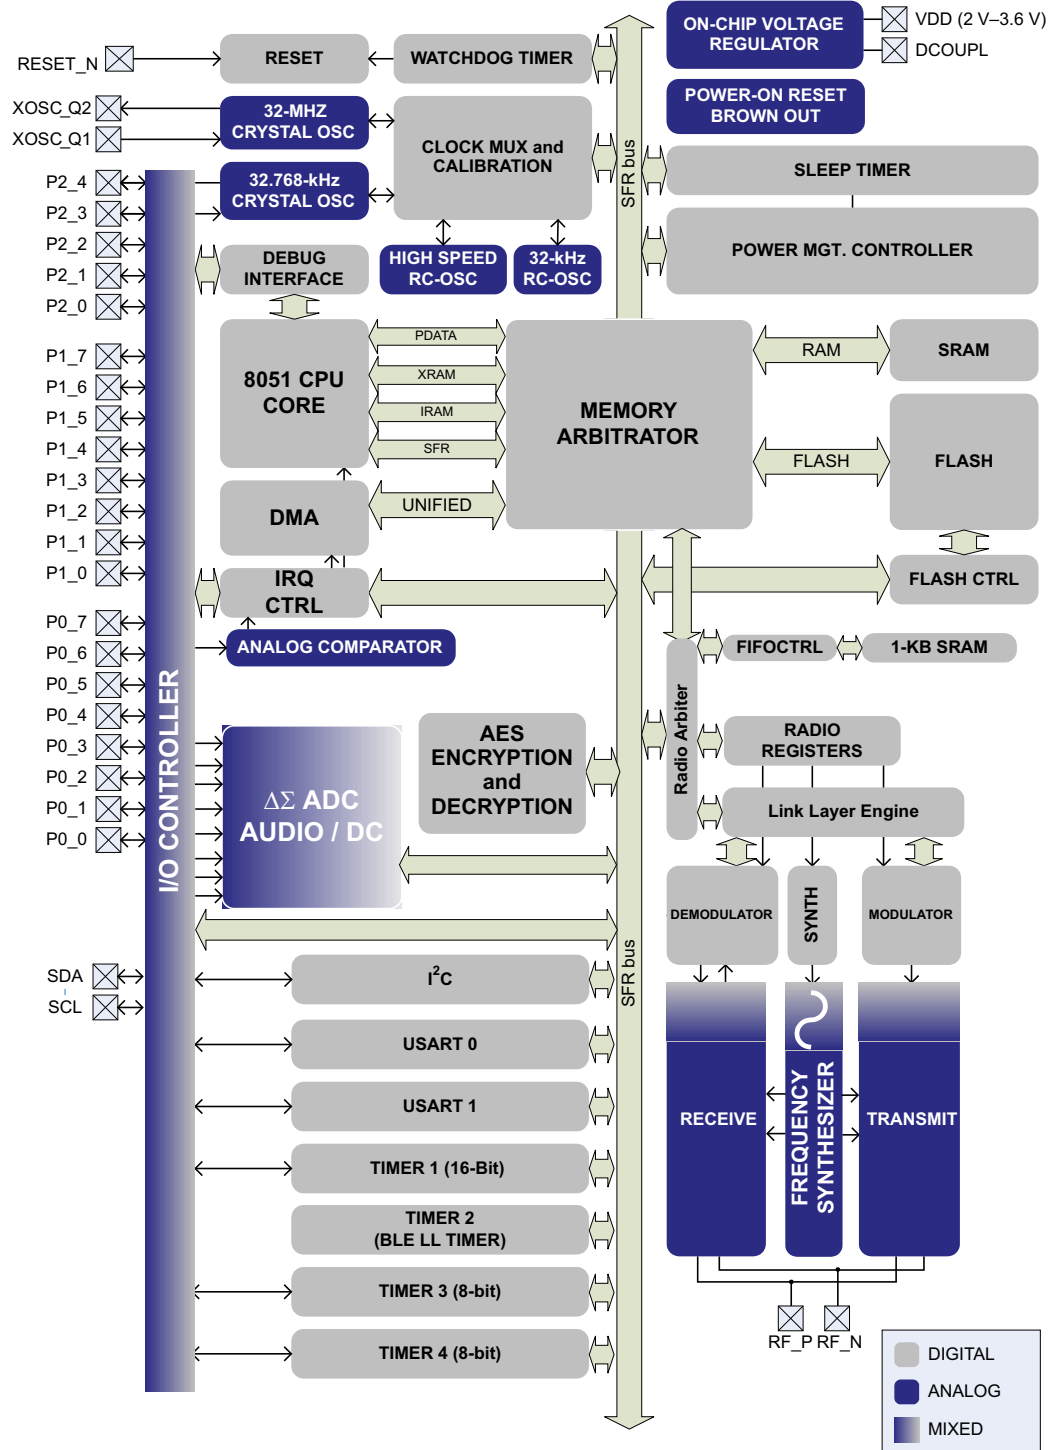 ON-CHIP VOLTAGE
REGULATOR
VDD (2 V–3.6 V)
DCOUPL
RESET_N
RESET
WATCHDOG TIMER
SFR bus
POWER-ON RESET
BROWN OUT
XOSC_Q2
XOSC_Q1
32-MHZ
CRYSTAL OSC
CLOCK MUX and
CALIBRATION
SLEEP TIMER
P2_4
P2_3
P2_2
P2_1
P2_0
32.768-kHz
CRYSTAL OSC
POWER MGT. CONTROLLER
DEBUG
INTERFACE
HIGH SPEED
RC-OSC
32-kHz
RC-OSC
P1_7
P1_6
P1_5
P1_4
P1_3
P1_2
P1_1
P1_0
8051 CPU
CORE
PDATA
XRAM
IRAM
SFR
MEMORY
ARBITRATOR
RAM
SRAM
FLASH
FLASH
DMA
UNIFIED
IRQ
CTRL
FLASH CTRL
P0_7
P0_6
P0_5
P0_4
P0_3
P0_2
P0_1
P0_0
ANALOG COMPARATOR
FIFOCTRL
1-KB SRAM
I/O CONTROLLER
Radio Arbiter
RADIO
REGISTERS
AES
ENCRYPTION
and
DECRYPTION
ΔΣ ADC
AUDIO / DC
Link Layer Engine
DEMODULATOR
SYNTH
MODULATOR
SDA
SCL
I2C
SFR bus
USART 0
USART 1
RECEIVE
FREQUENCY
SYNTHESIZER
TRANSMIT
TIMER 1 (16-Bit)
TIMER 2
(BLE LL TIMER)
TIMER 3 (8-bit)
TIMER 4 (8-bit)
RF_P
RF_N
DIGITAL
ANALOG
MIXED